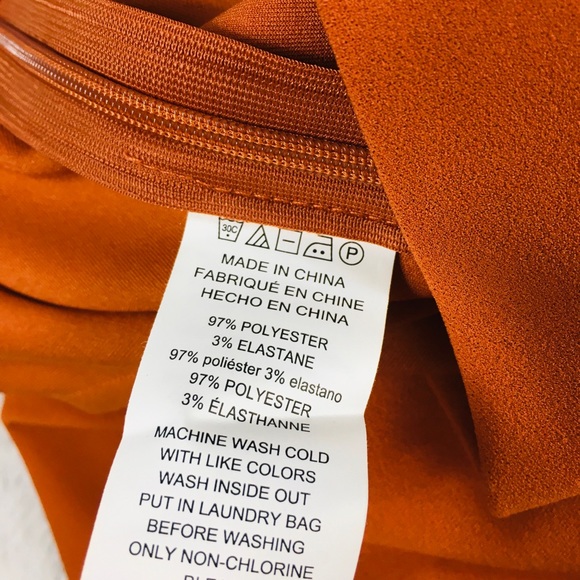 30C P
MADE IN CHINA
FABRIQUÉ EN CHINE
HECHO EN CHINA
97% POLYESTER
3% ELASTANE
97% poliéster 3% elastano
97% POLYESTER
3% ÉLASTHANNE
MACHINE WASH COLD
WITH LIKE COLORS
WASH INSIDE OUT
PUT IN LAUNDRY BAG
BEFORE WASHING
ONLY NON-CHLORINE